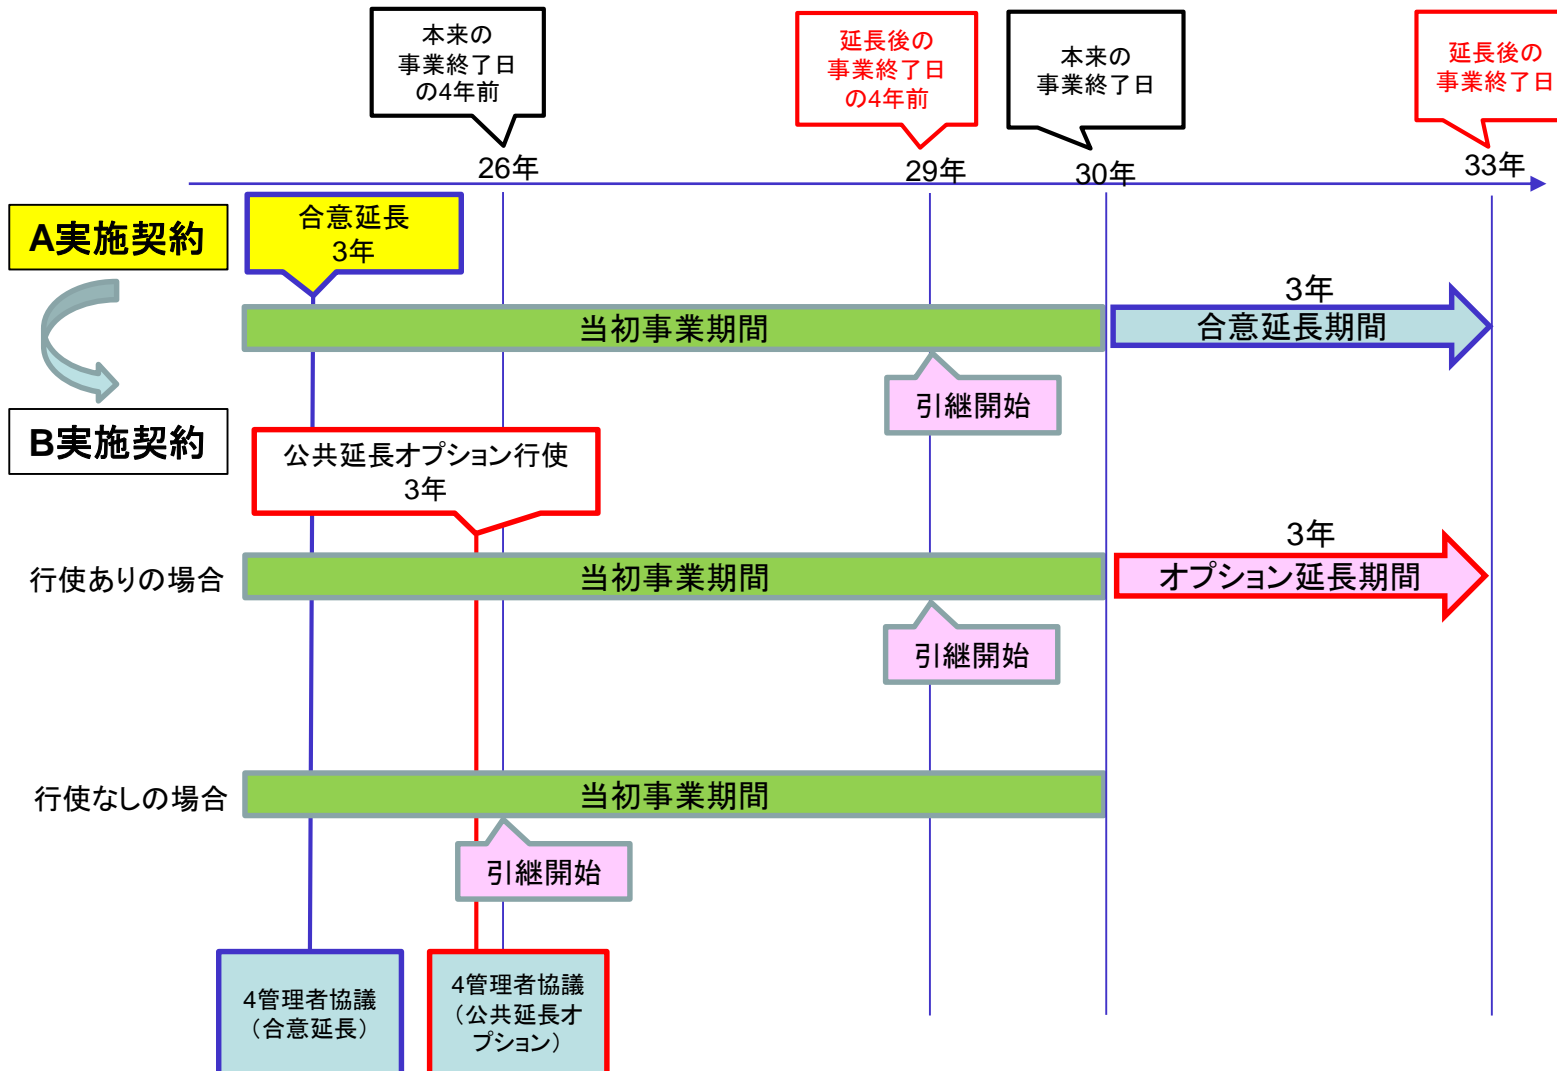 本来の
事業終了日
の4年前
延長後の
事業終了日
の4年前
本来の
事業終了日
延長後の
事業終了日
26年
29年
30年
33年
A実施契約
合意延長
3年
当初事業期間
3年
合意延長期間
引継開始
B実施契約
公共延長オプション行使
3年
行使ありの場合
当初事業期間
3年
オプション延長期間
引継開始
行使なしの場合
当初事業期間
引継開始
4管理者協議
（合意延長）
4管理者協議
（公共延長オ
プション）